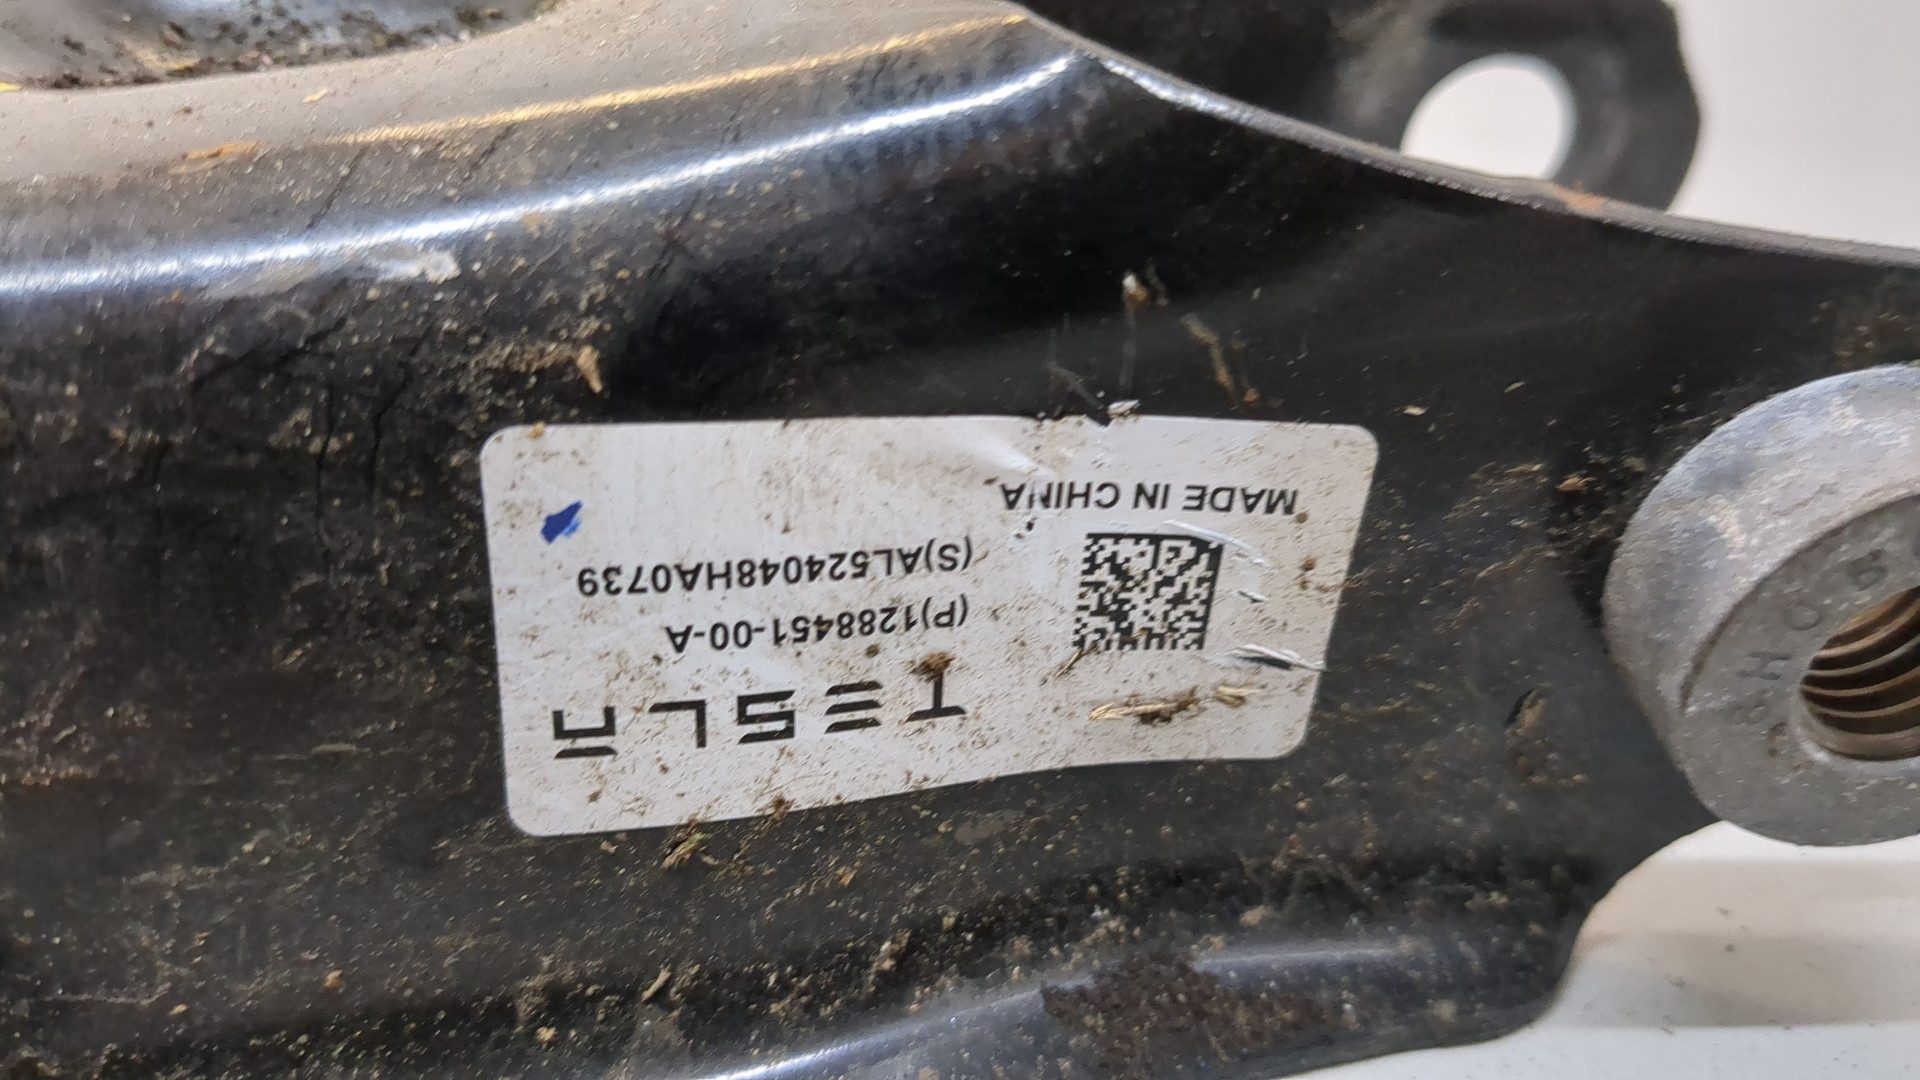 TESLA
(P)1288451-00-A
(S)AL524048HA0739
MADE IN CHINA